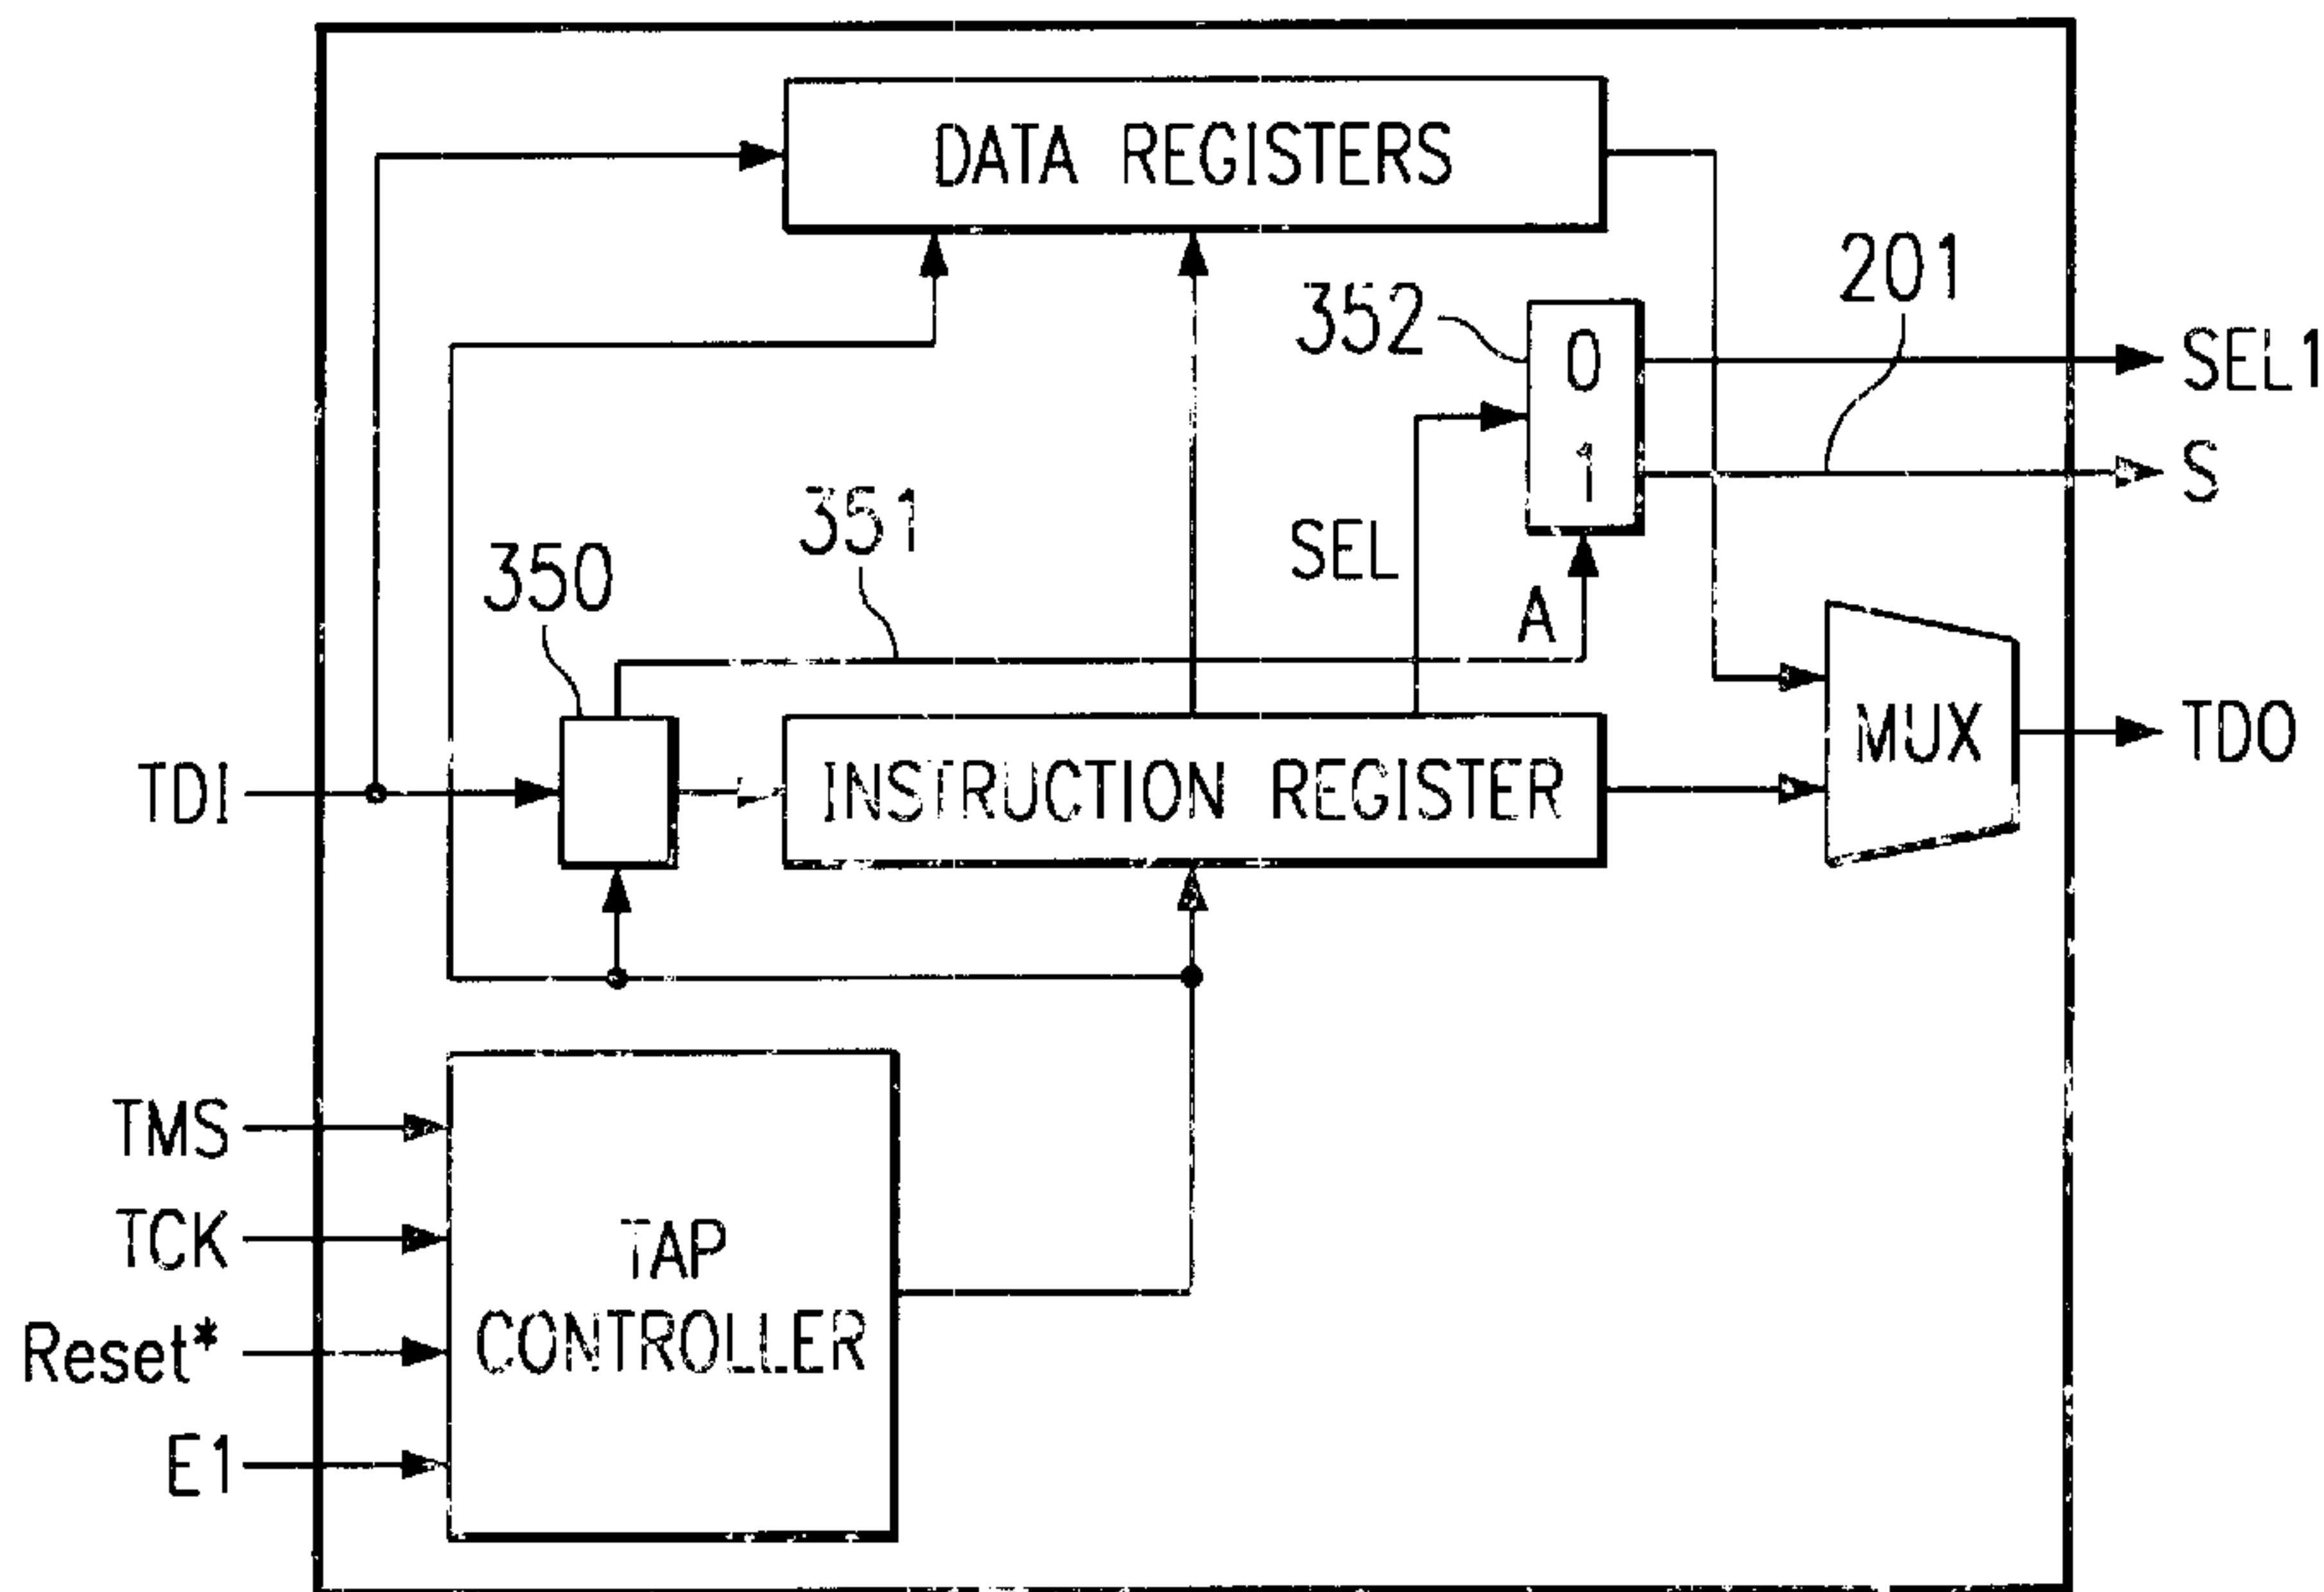 DATA REGISTERS
201
352
0
SEL1
1
S
351
SEL
350
A
MUX
TDO
TDI
INSTRUCTION REGISTER
TMS
TCK
TAP
CONTROLLER
Reset*
E1